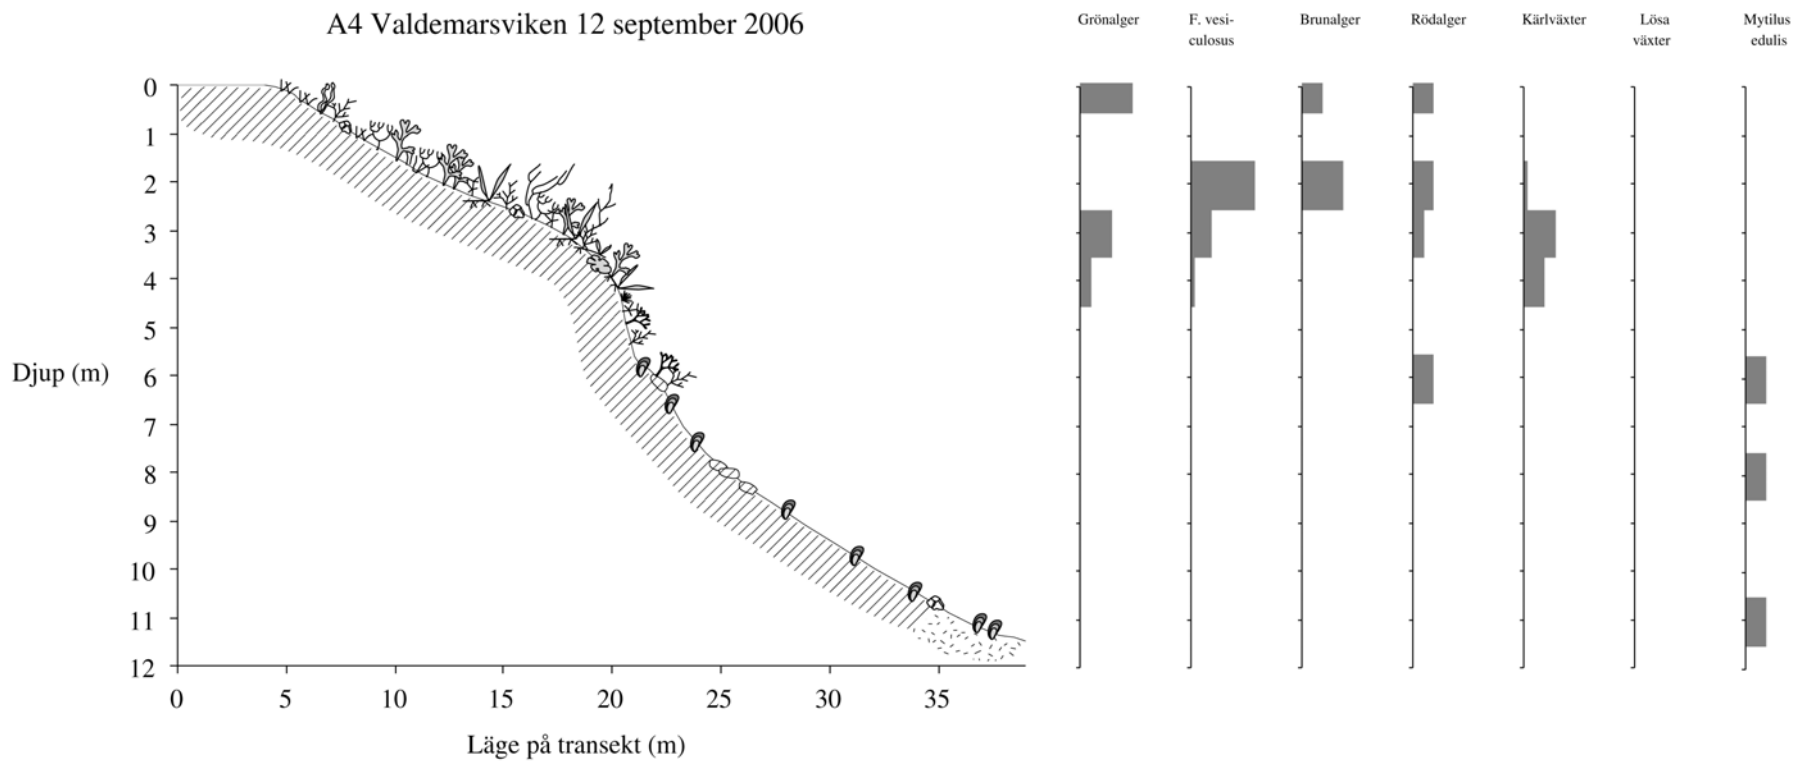 A4 Valdemarsviken 12 september 2006
Grönalger
F. vesi-
culosus
Brunalger
Rödalger
Kärlväxter
Lösa
växter
Mytilus
edulis
0
1
2
3
4
5
Djup (m)
6
7
8
9
10
11
12
0 5 10 15 20 25 30 35
Läge på transekt (m)